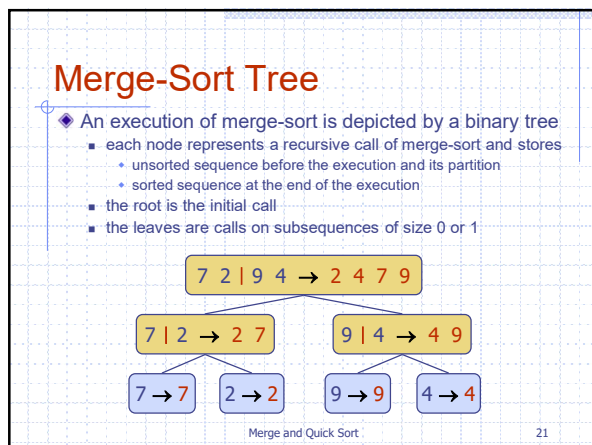 Merge-Sort Tree
An execution of merge-sort is depicted by a binary tree
each node represents a recursive call of merge-sort and stores
unsorted sequence before the execution and its partition
sorted sequence at the end of the execution
the root is the initial call
the leaves are calls on subsequences of size 0 or 1
7 2 | 9 4 → 2 4 7 9
7 | 2 → 2 7
9 | 4 → 4 9
7 → 7
2 → 2
9 → 9
4 → 4
Merge and Quick Sort
21